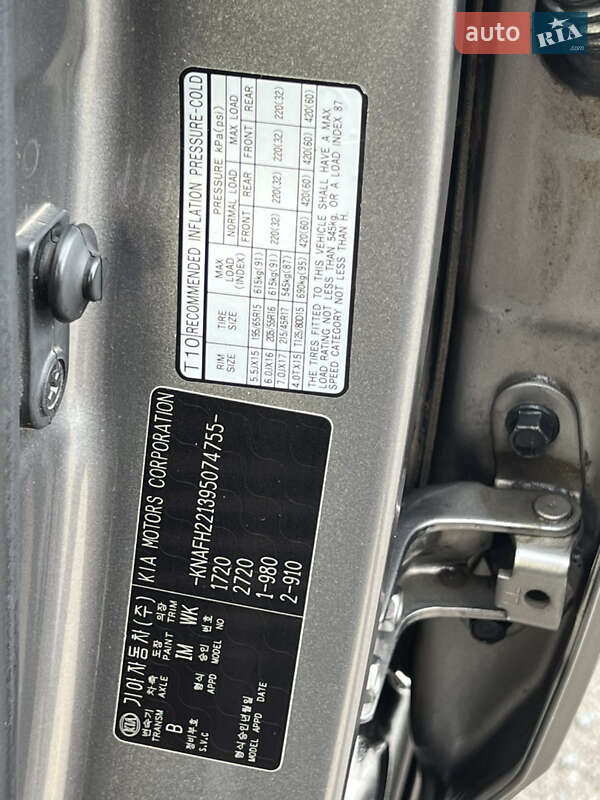 auto RIA.com
T10 RECOMMENDED INFLATION PRESSURE-COLD
RIM SIZE TIRE SIZE MAX LOAD (INDEX) PRESSURE kPa(psi)
NORMAL LOAD MAX LOAD
FRONT REAR FRONT REAR
5.5JX15 195/65R15 615kg(91)
6.0JX16 205/55R16 615kg(91) 220(32) 220(32) 220(32) 220(32)
7.0JX17 215/45R17 545kg(87)
4.0TX15 T125/80D15 690kg(95) 420(60) 420(60) 420(60) 420(60)
THE TIRES FITTED TO THIS VEHICLE SHALL HAVE A MAX
LOAD RATING NOT LESS THAN 545kg, OR A LOAD INDEX 87
SPEED CATEGORY NOT LESS THAN H.
KIA 기아자동차(주) KIA MOTORS CORPORATION
변속기 차축 도장 의장
TRANSM AXLE PAINT TRIM
B IM WK
-KNAFH221395074755-
정비부호 형식 승인 번호
S.V.C APPD MODEL NO
1720
2720
1-980
2-910
형식승인년월일
MODEL APPD DATE